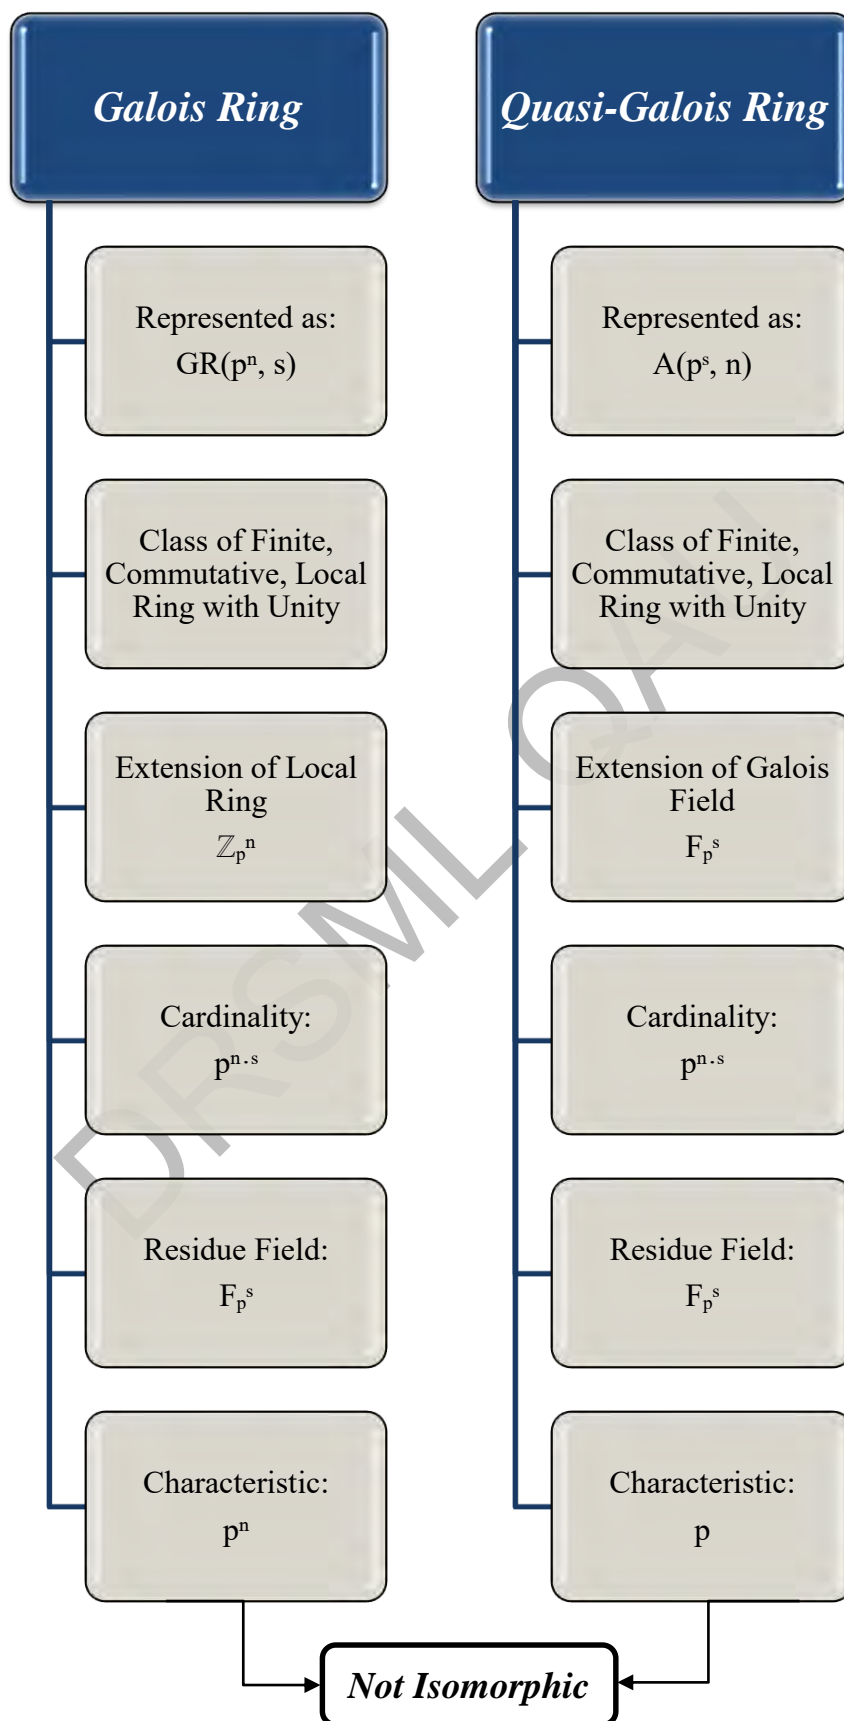 Galois Ring
Represented as:
GR(pⁿ, s)
Class of Finite,
Commutative, Local
Ring with Unity
Extension of Local
Ring
ℤₚⁿ
Cardinality:
pⁿ·ˢ
Residue Field:
Fₚˢ
Characteristic:
pⁿ
Quasi-Galois Ring
Represented as:
A(pˢ, n)
Class of Finite,
Commutative, Local
Ring with Unity
Extension of Galois
Field
Fₚˢ
Cardinality:
pⁿ·ˢ
Residue Field:
Fₚˢ
Characteristic:
p
Not Isomorphic
DRSML QAU